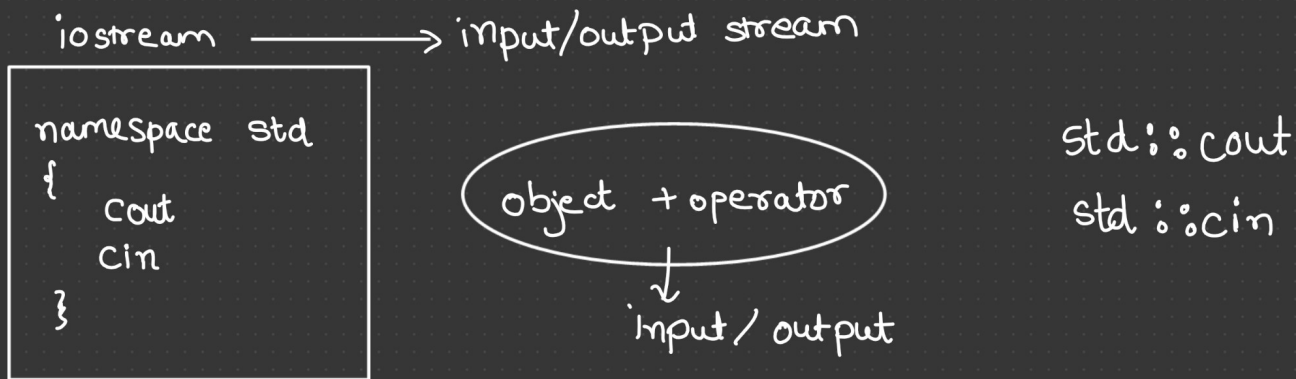 iostream → input/output stream
namespace std
{
cout
cin
}
object + operator
↓
input/output
std::cout
std::cin